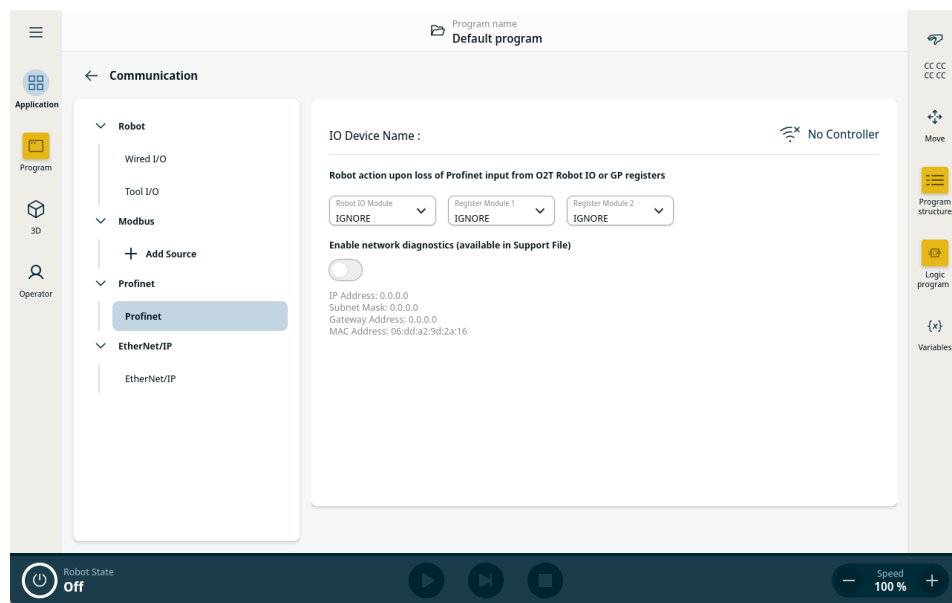 Program name
Default program
Communication
Application
Program
3D
Operator
Robot
Wired I/O
Tool I/O
Modbus
Add Source
Profinet
Profinet
EtherNet/IP
EtherNet/IP
IO Device Name :
No Controller
Robot action upon loss of Profinet input from O2T Robot IO or GP registers
Robot IO Module
IGNORE
Register Module 1
IGNORE
Register Module 2
IGNORE
Enable network diagnostics (available in Support File)
IP Address: 0.0.0.0
Subnet Mask: 0.0.0.0
Gateway Address: 0.0.0.0
MAC Address: 06:dd:a2:9d:2a:16
CC CC
CC CC
Move
Program
structure
Logic
program
{x}
Variables
Robot State
Off
Speed
100 %